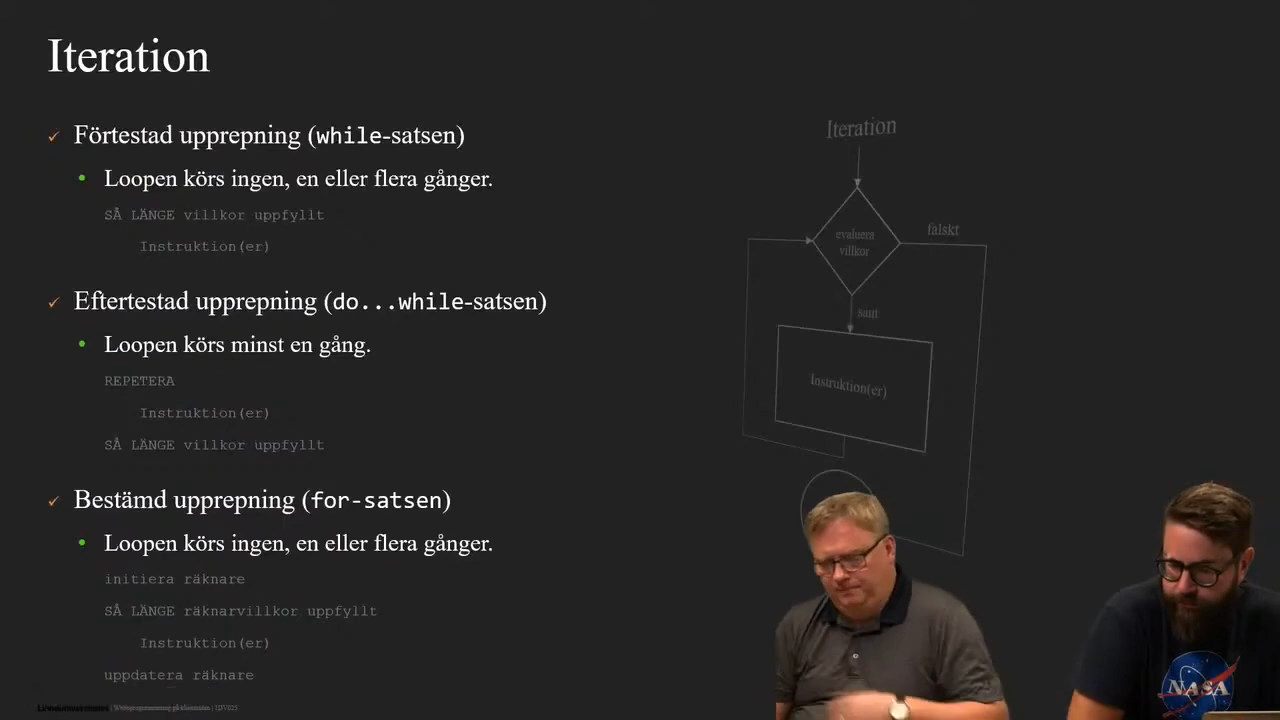 Iteration
Förtestad upprepning (while-satsen)
Loopen körs ingen, en eller flera gånger.
SÅ LÄNGE villkor uppfyllt
Instruktion(er)
Eftertestad upprepning (do...while-satsen)
Loopen körs minst en gång.
REPETERA
Instruktion(er)
SÅ LÄNGE villkor uppfyllt
Bestämd upprepning (for-satsen)
Loopen körs ingen, en eller flera gånger.
initiera räknare
SÅ LÄNGE räknarvillkor uppfyllt
Instruktion(er)
uppdatera räknare
Iteration
evaluera
villkor
falskt
sant
Instruktion(er)
NASA